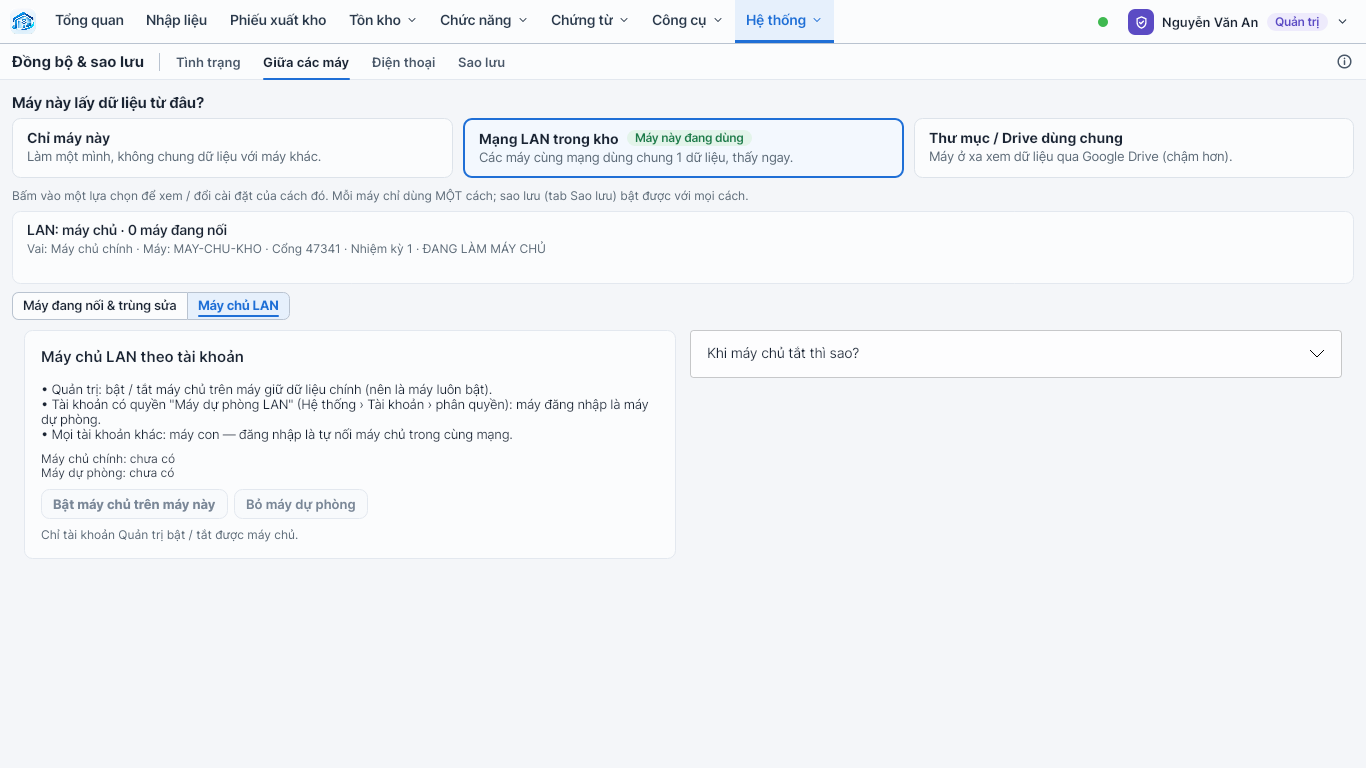 Tổng quan Nhập liệu Phiếu xuất kho Tồn kho Chức năng Chứng từ Công cụ Hệ thống Nguyễn Văn An Quản trị
Đồng bộ & sao lưu Tình trạng Giữa các máy Điện thoại Sao lưu
Máy này lấy dữ liệu từ đâu?
Chỉ máy này
Làm một mình, không chung dữ liệu với máy khác.
Mạng LAN trong kho Máy này đang dùng
Các máy cùng mạng dùng chung 1 dữ liệu, thấy ngay.
Thư mục / Drive dùng chung
Máy ở xa xem dữ liệu qua Google Drive (chậm hơn).
Bấm vào một lựa chọn để xem / đổi cài đặt của cách đó. Mỗi máy chỉ dùng MỘT cách; sao lưu (tab Sao lưu) bật được với mọi cách.
LAN: máy chủ · 0 máy đang nối
Vai: Máy chủ chính · Máy: MAY-CHU-KHO · Cổng 47341 · Nhiệm kỳ 1 · ĐANG LÀM MÁY CHỦ
Máy đang nối & trùng sửa Máy chủ LAN
Máy chủ LAN theo tài khoản
• Quản trị: bật / tắt máy chủ trên máy giữ dữ liệu chính (nên là máy luôn bật).
• Tài khoản có quyền "Máy dự phòng LAN" (Hệ thống › Tài khoản › phân quyền): máy đăng nhập là máy
dự phòng.
• Mọi tài khoản khác: máy con — đăng nhập là tự nối máy chủ trong cùng mạng.
Máy chủ chính: chưa có
Máy dự phòng: chưa có
Bật máy chủ trên máy này Bỏ máy dự phòng
Chỉ tài khoản Quản trị bật / tắt được máy chủ.
Khi máy chủ tắt thì sao?